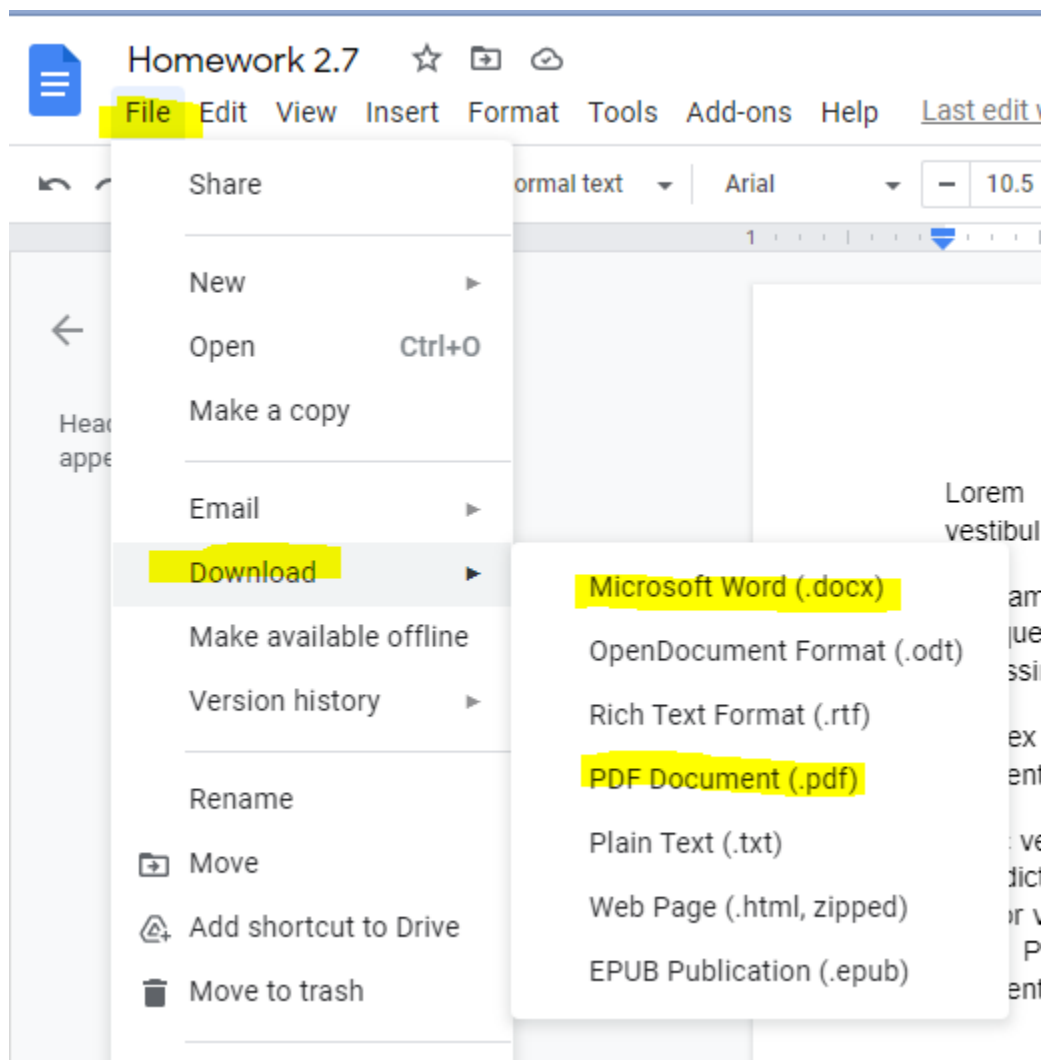 Homework 2.7
File Edit View Insert Format Tools Add-ons Help Last edit
ormal text Arial 10.5
1
Share
New
Open Ctrl+O
Make a copy
Email
Download
Make available offline
Version history
Rename
Move
Add shortcut to Drive
Move to trash
Microsoft Word (.docx)
OpenDocument Format (.odt)
Rich Text Format (.rtf)
PDF Document (.pdf)
Plain Text (.txt)
Web Page (.html, zipped)
EPUB Publication (.epub)
Lorem
vestibul